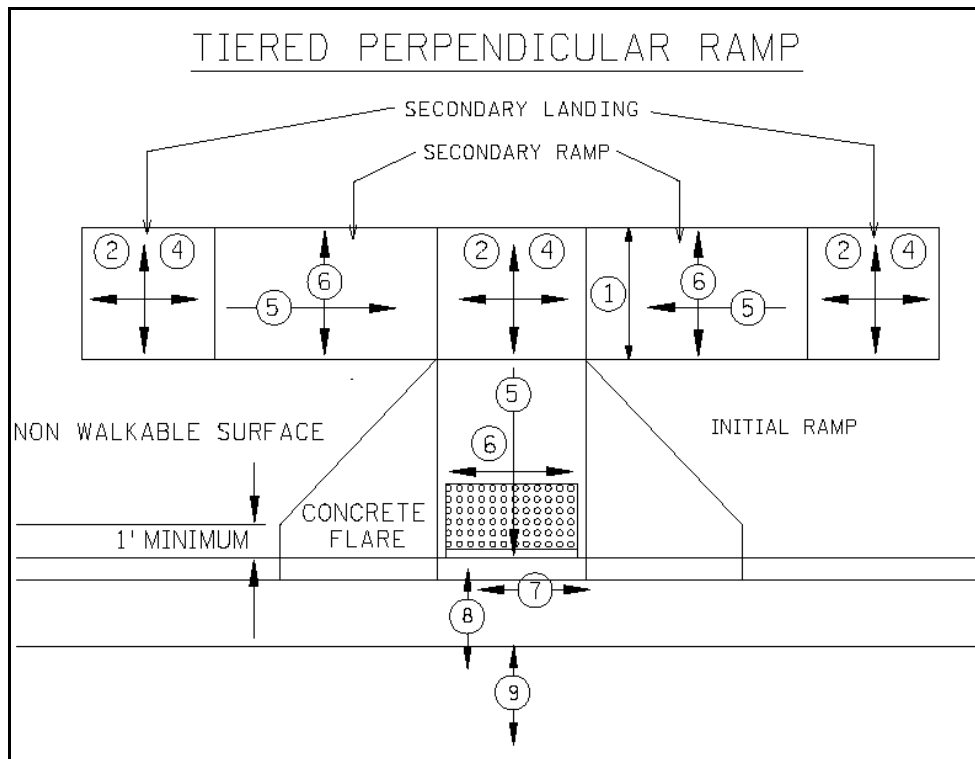 TIERED PERPENDICULAR RAMP
SECONDARY LANDING
SECONDARY RAMP
2 4 2 4 2 4
6 1 6
5 5
5
NON WALKABLE SURFACE
INITIAL RAMP
6
CONCRETE
FLARE
1' MINIMUM
7
8
9